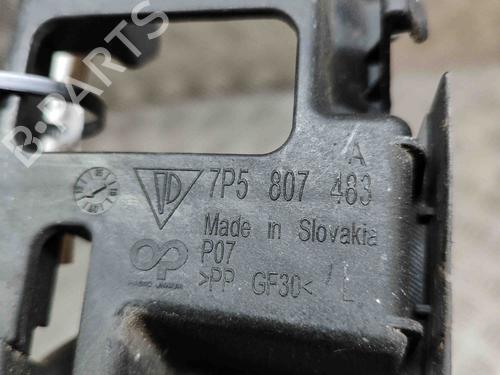 B-PARTS
A
7P5 807 483
Made in Slovakia
P07
>PP GF30< L